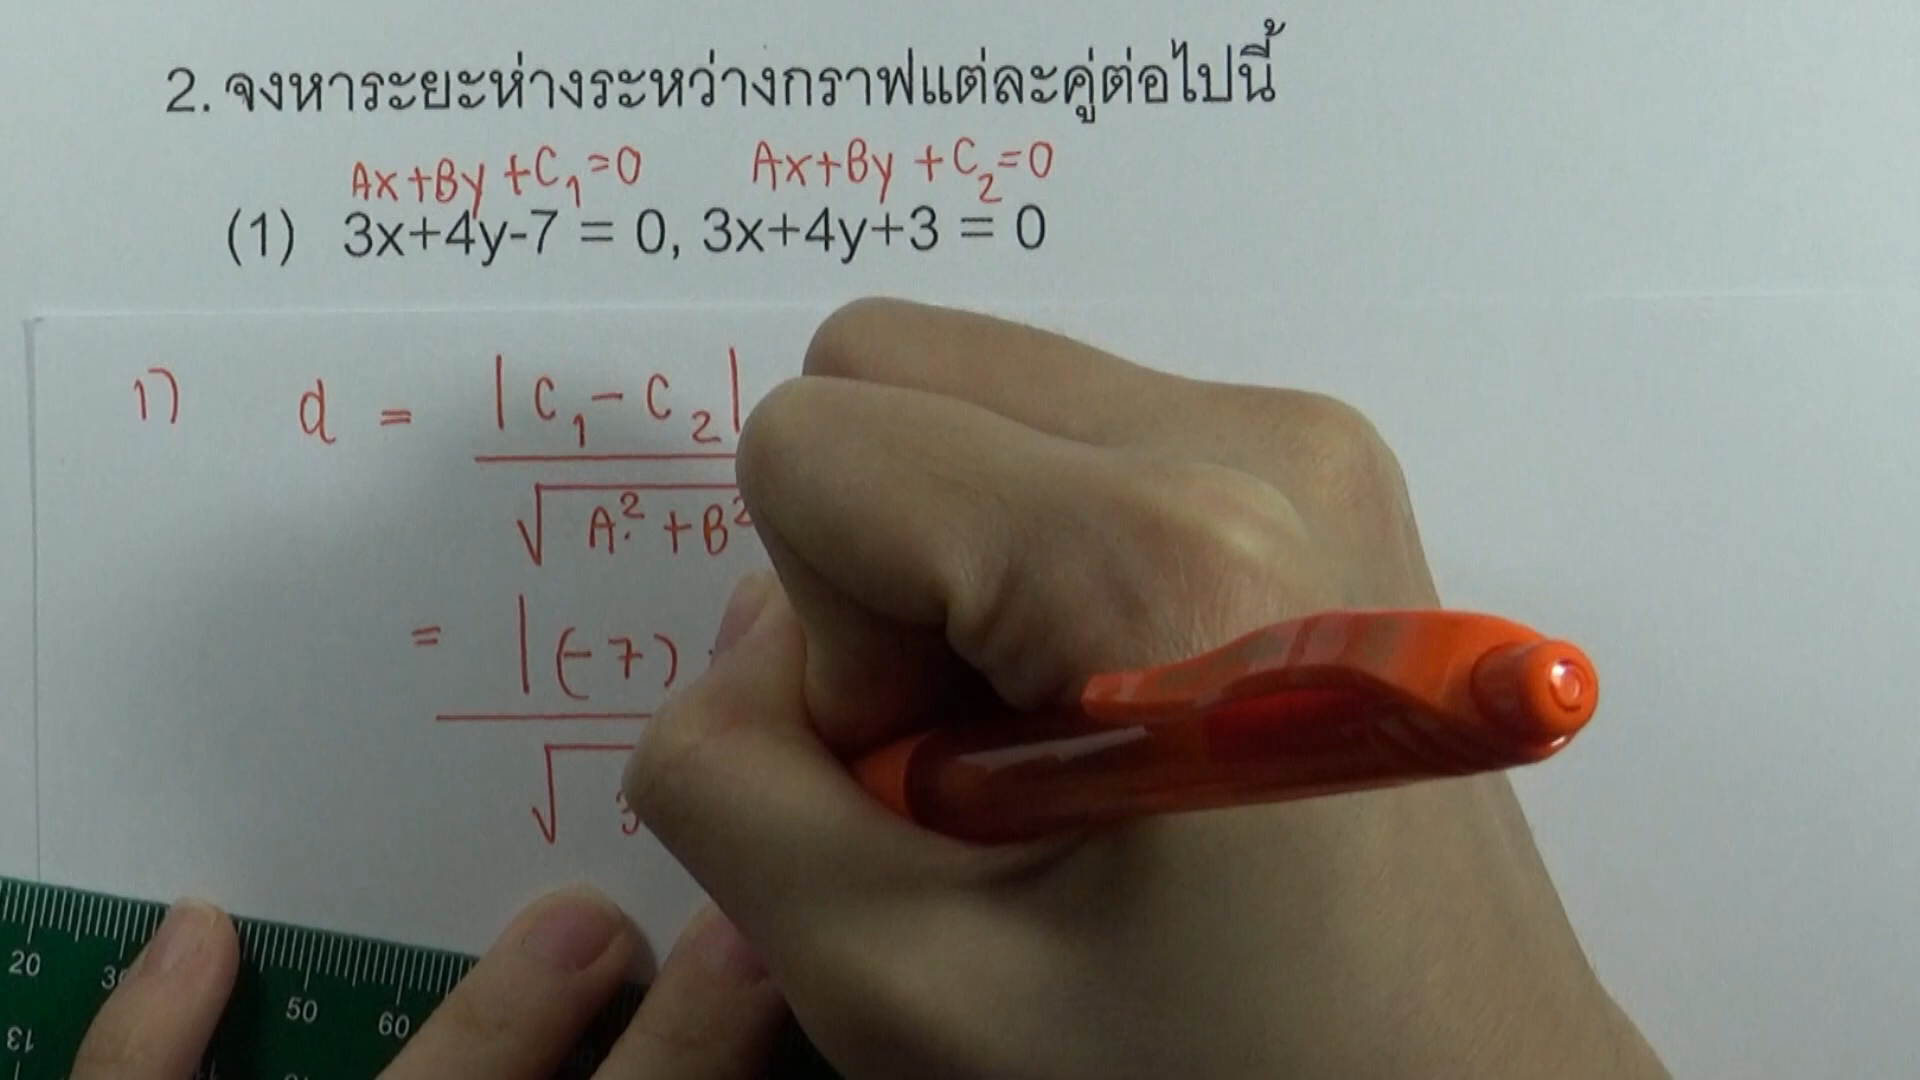 2. จงหาระยะห่างระหว่างกราฟแต่ละคู่ต่อไปนี้
Ax+By+C₁=0 Ax+By+C₂=0
(1) 3x+4y-7 = 0, 3x+4y+3 = 0
1) d = |C₁-C₂|
√A²+B²
= |(-7)
√3
20 30 50 60
13